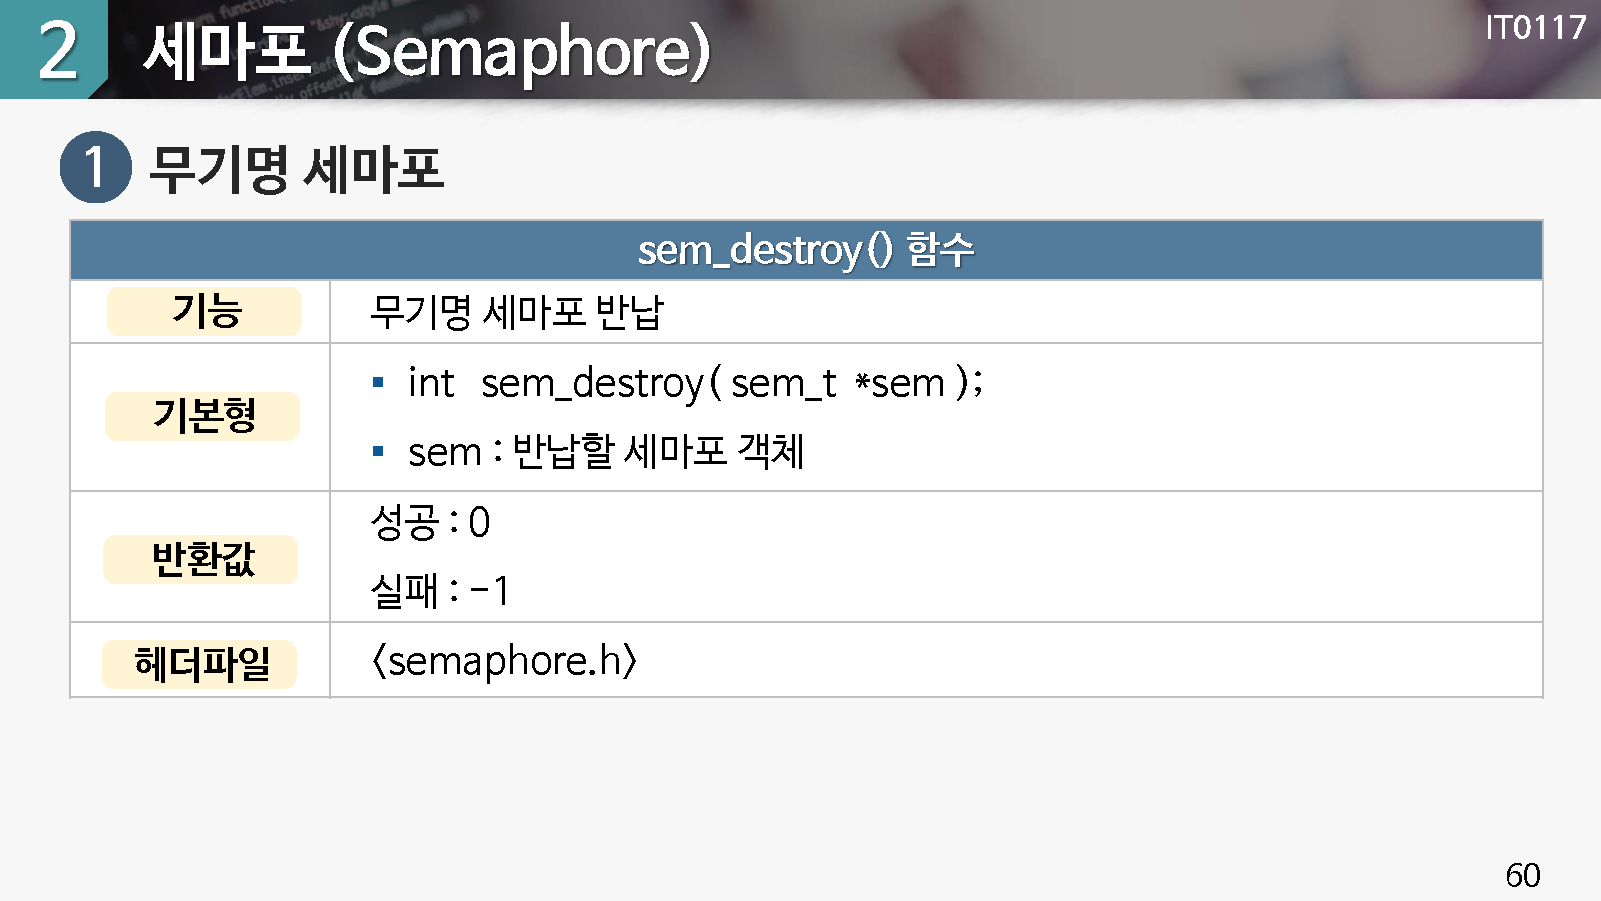 2 세마포 (Semaphore)
IT0117
1 무기명 세마포
sem_destroy() 함수
기능
무기명 세마포 반납
기본형
▪ int sem_destroy( sem_t *sem );
▪ sem : 반납할 세마포 객체
반환값
성공 : 0
실패 : -1
헤더파일
<semaphore.h>
60